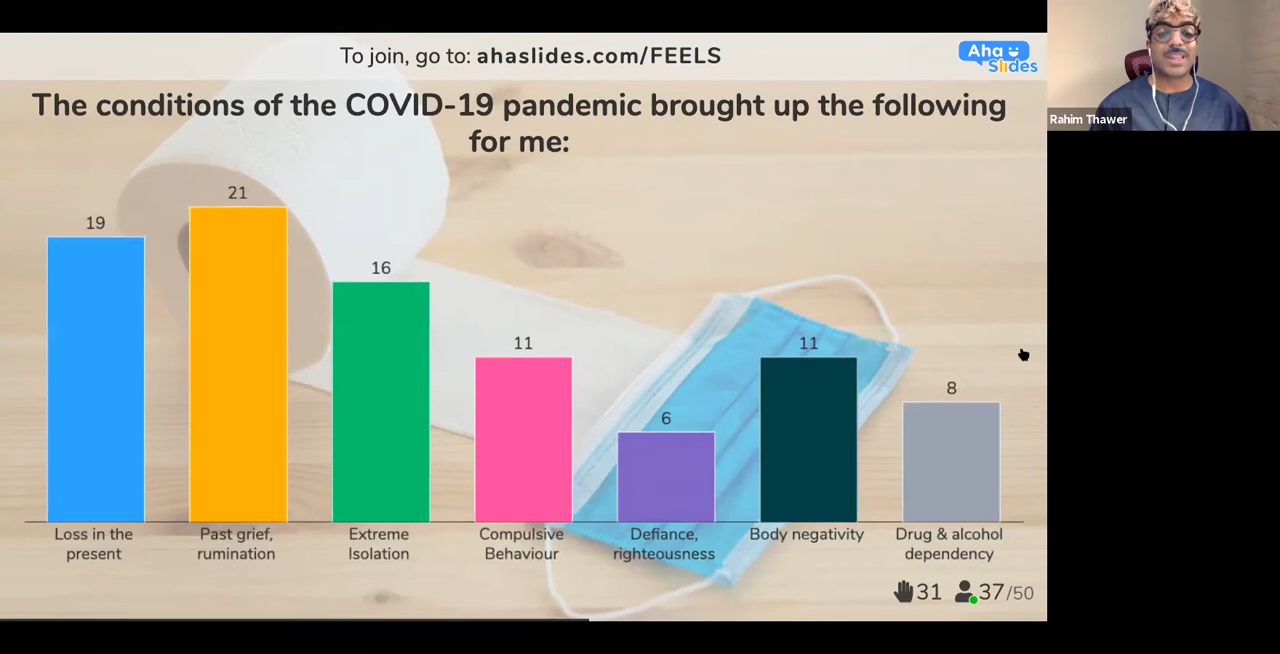 To join, go to: ahaslides.com/FEELS
Aha
Slides
Rahim Thawer
The conditions of the COVID-19 pandemic brought up the following
for me:
19
21
16
11
6
11
8
Loss in the
present
Past grief,
rumination
Extreme
Isolation
Compulsive
Behaviour
Defiance,
righteousness
Body negativity
Drug & alcohol
dependency
31
37/50